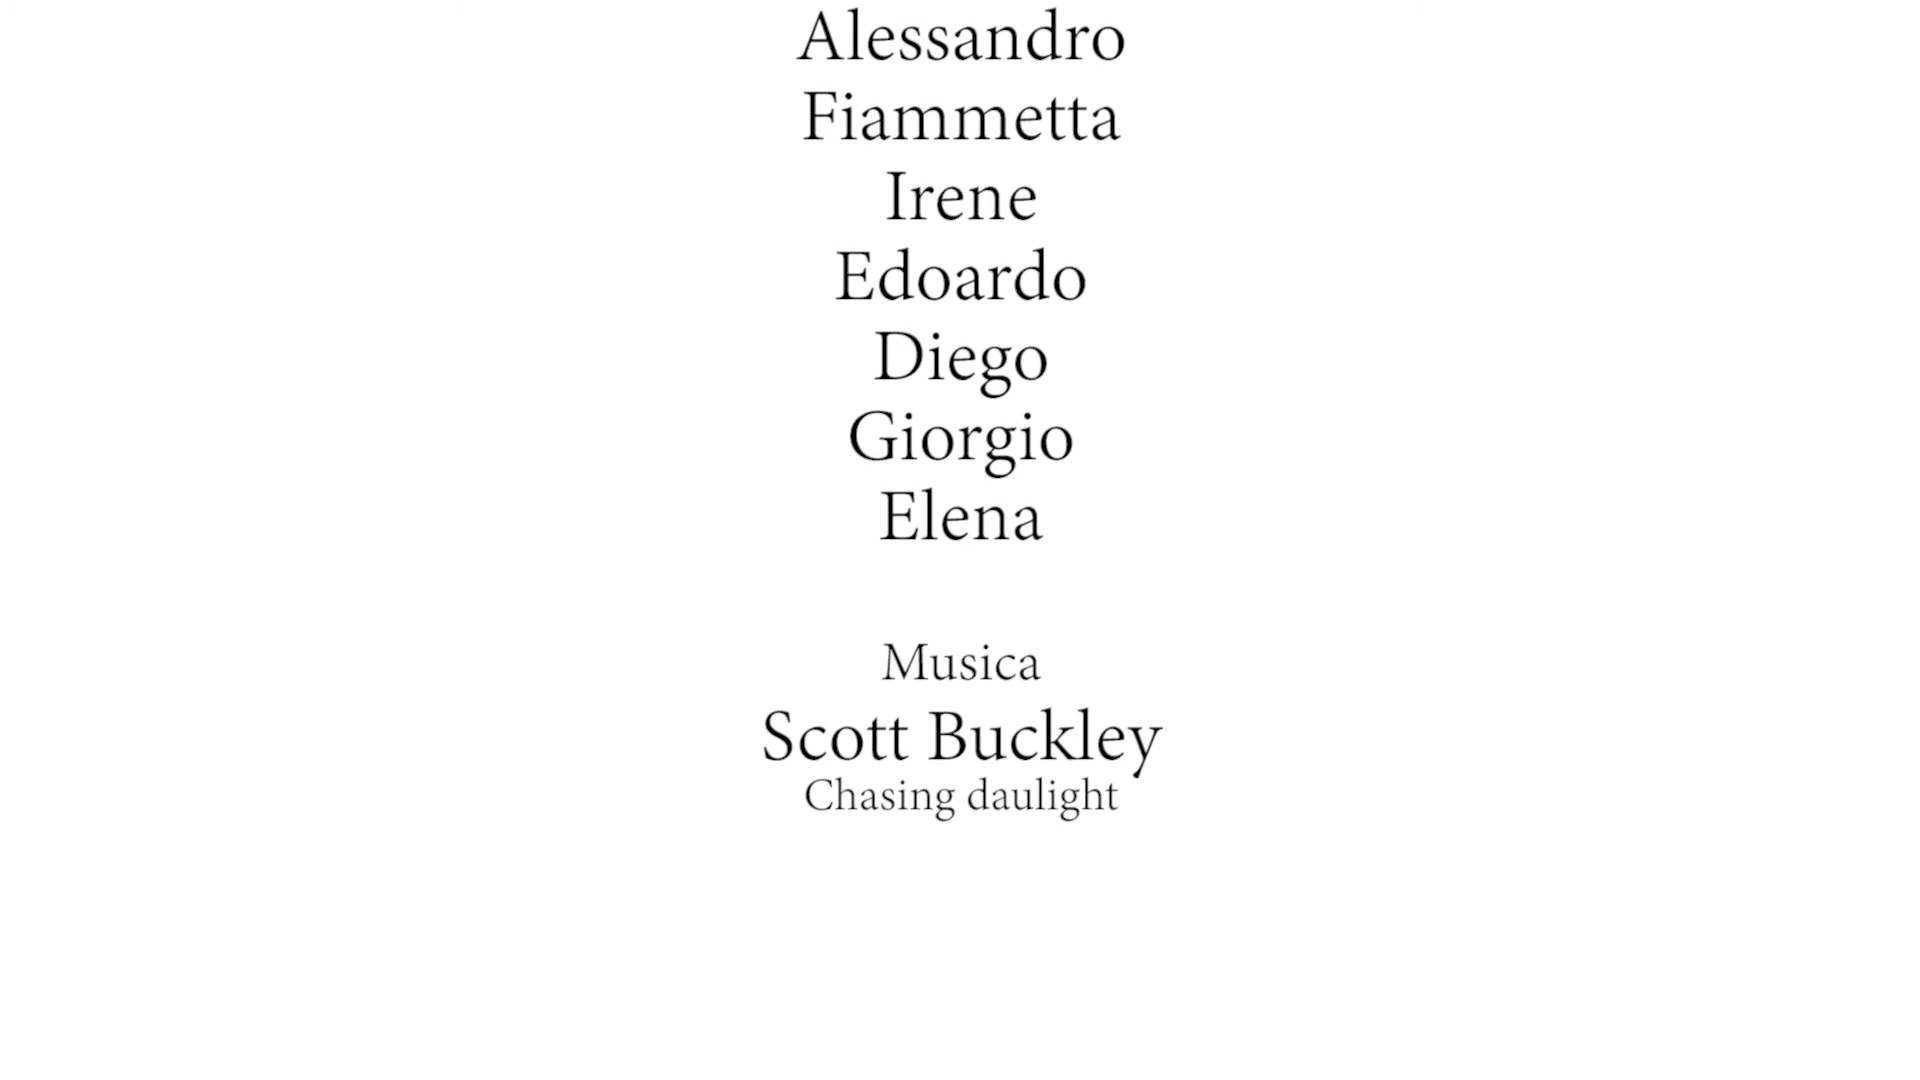 Alessandro
Fiammetta
Irene
Edoardo
Diego
Giorgio
Elena
Musica
Scott Buckley
Chasing daulight